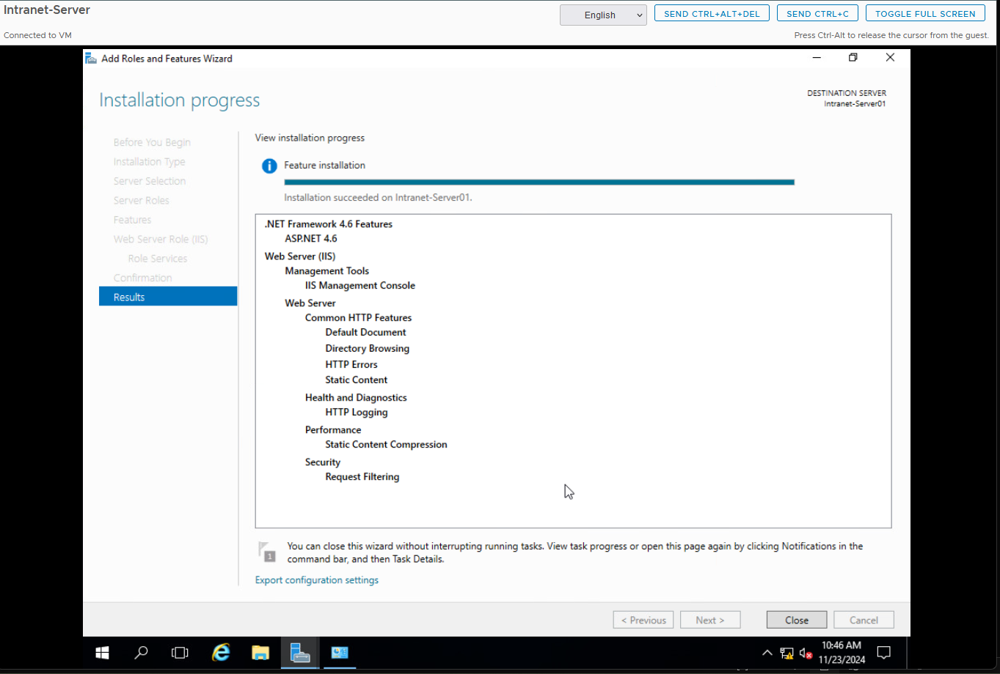 Intranet-Server
English
SEND CTRL+ALT+DEL
SEND CTRL+C
TOGGLE FULL SCREEN
Connected to VM
Press Ctrl-Alt to release the cursor from the guest.
Add Roles and Features Wizard
Installation progress
DESTINATION SERVER
Intranet-Server01
Before You Begin
Installation Type
Server Selection
Server Roles
Features
Web Server Role (IIS)
Role Services
Confirmation
Results
View installation progress
Feature installation
Installation succeeded on Intranet-Server01.
.NET Framework 4.6 Features
ASP.NET 4.6
Web Server (IIS)
Management Tools
IIS Management Console
Web Server
Common HTTP Features
Default Document
Directory Browsing
HTTP Errors
Static Content
Health and Diagnostics
HTTP Logging
Performance
Static Content Compression
Security
Request Filtering
1
You can close this wizard without interrupting running tasks. View task progress or open this page again by clicking Notifications in the
command bar, and then Task Details.
Export configuration settings
< Previous
Next >
Close
Cancel
10:46 AM
11/23/2024